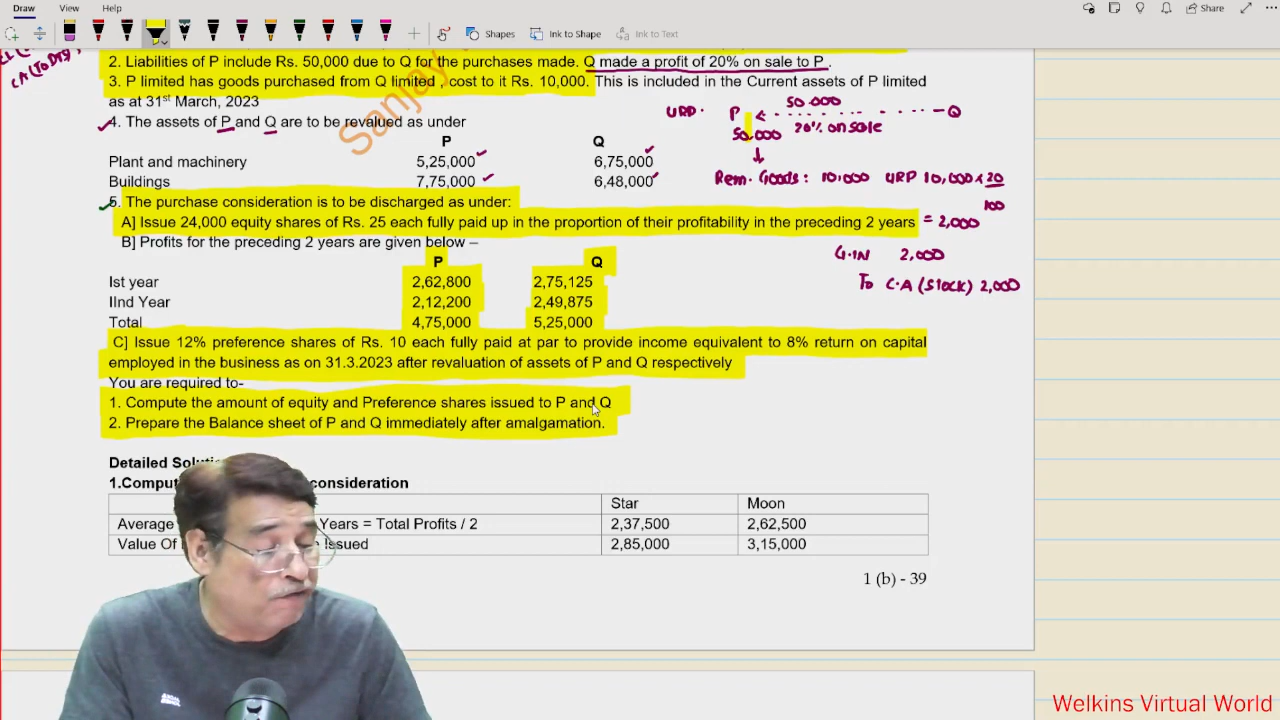 Draw View Help
Share
Shapes Ink to Shape Ink to Text
CA (To Drs)
2. Liabilities of P include Rs. 50,000 due to Q for the purchases made. Q made a profit of 20% on sale to P .
3. P limited has goods purchased from Q limited , cost to it Rs. 10,000. This is included in the Current assets of P limited
as at 31st March, 2023
Sanjay
URP. P 50.000 Q
4. The assets of P and Q are to be revalued as under
50.000 20% on sale
P Q
Plant and machinery 5,25,000 6,75,000
Buildings 7,75,000 6,48,000
Rem. Goods: 10.000 URP 10,000 x 20
100
5. The purchase consideration is to be discharged as under:
A] Issue 24,000 equity shares of Rs. 25 each fully paid up in the proportion of their profitability in the preceding 2 years = 2,000
B] Profits for the preceding 2 years are given below –
G.IN 2,000
P Q
Ist year 2,62,800 2,75,125
To C.A (Stock) 2,000
IInd Year 2,12,200 2,49,875
Total 4,75,000 5,25,000
C] Issue 12% preference shares of Rs. 10 each fully paid at par to provide income equivalent to 8% return on capital
employed in the business as on 31.3.2023 after revaluation of assets of P and Q respectively
You are required to-
1. Compute the amount of equity and Preference shares issued to P and Q
2. Prepare the Balance sheet of P and Q immediately after amalgamation.
Detailed Solu
1.Comput consideration
Star Moon
Average Years = Total Profits / 2 2,37,500 2,62,500
Value Of Issued 2,85,000 3,15,000
1 (b) - 39
Welkins Virtual World